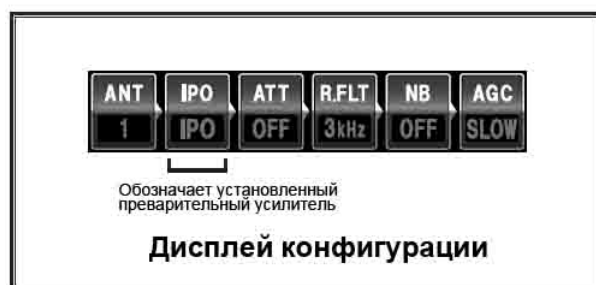 ANT IPO ATT R.FLT NB AGC
1 IPO OFF 3kHz OFF SLOW
Обозначает установленный
преварительный усилитель
Дисплей конфигурации